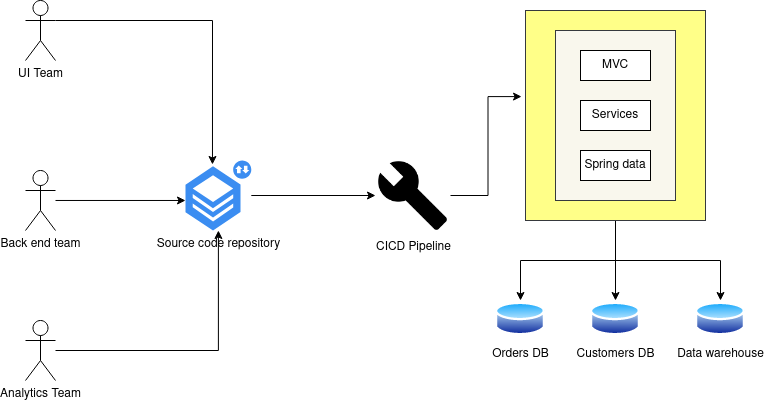 UI Team
MVC
Services
Spring data
Back end team
Source code repository
CICD Pipeline
Orders DB
Customers DB
Data warehouse
Analytics Team